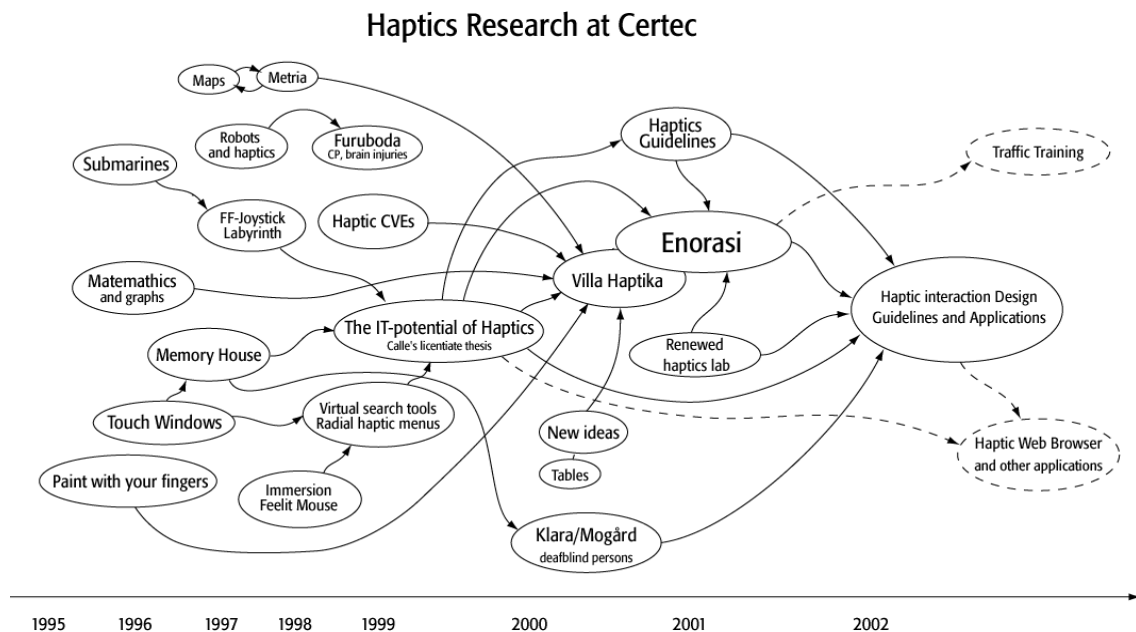 Haptics Research at Certec
Maps
Metria
Robots
and haptics
Furuboda
CP, brain injuries
Haptics
Guidelines
Traffic Training
Submarines
FF-Joystick
Labyrinth
Haptic CVEs
Enorasi
Matemathics
and graphs
Villa Haptika
Haptic interaction Design
Guidelines and Applications
The IT-potential of Haptics
Calle's licentiate thesis
Memory House
Renewed
haptics lab
Touch Windows
Virtual search tools
Radial haptic menus
New ideas
Tables
Haptic Web Browser
and other applications
Paint with your fingers
Immersion
Feelit Mouse
Klara/Mogård
deafblind persons
1995 1996 1997 1998 1999 2000 2001 2002